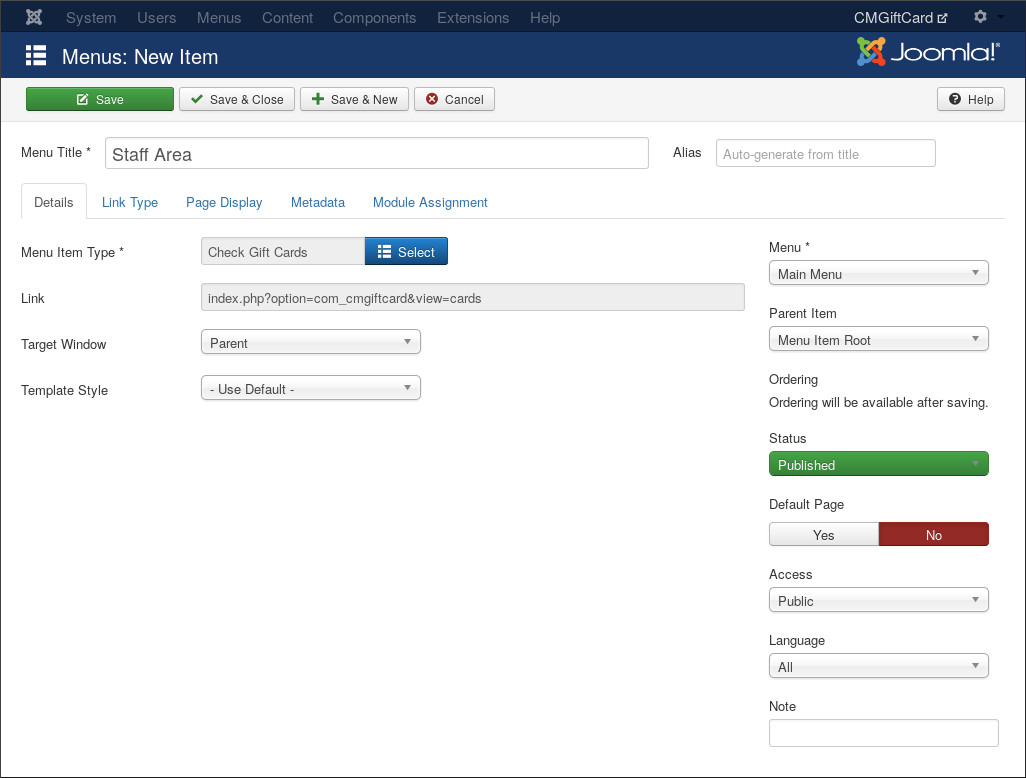 System Users Menus Content Components Extensions Help CMGiftCard
Menus: New Item Joomla!®
Save Save & Close Save & New Cancel Help
Menu Title * Staff Area Alias Auto-generate from title
Details Link Type Page Display Metadata Module Assignment
Menu Item Type * Check Gift Cards Select
Link index.php?option=com_cmgiftcard&view=cards
Target Window Parent
Template Style - Use Default -
Menu *
Main Menu
Parent Item
Menu Item Root
Ordering
Ordering will be available after saving.
Status
Published
Default Page
Yes No
Access
Public
Language
All
Note